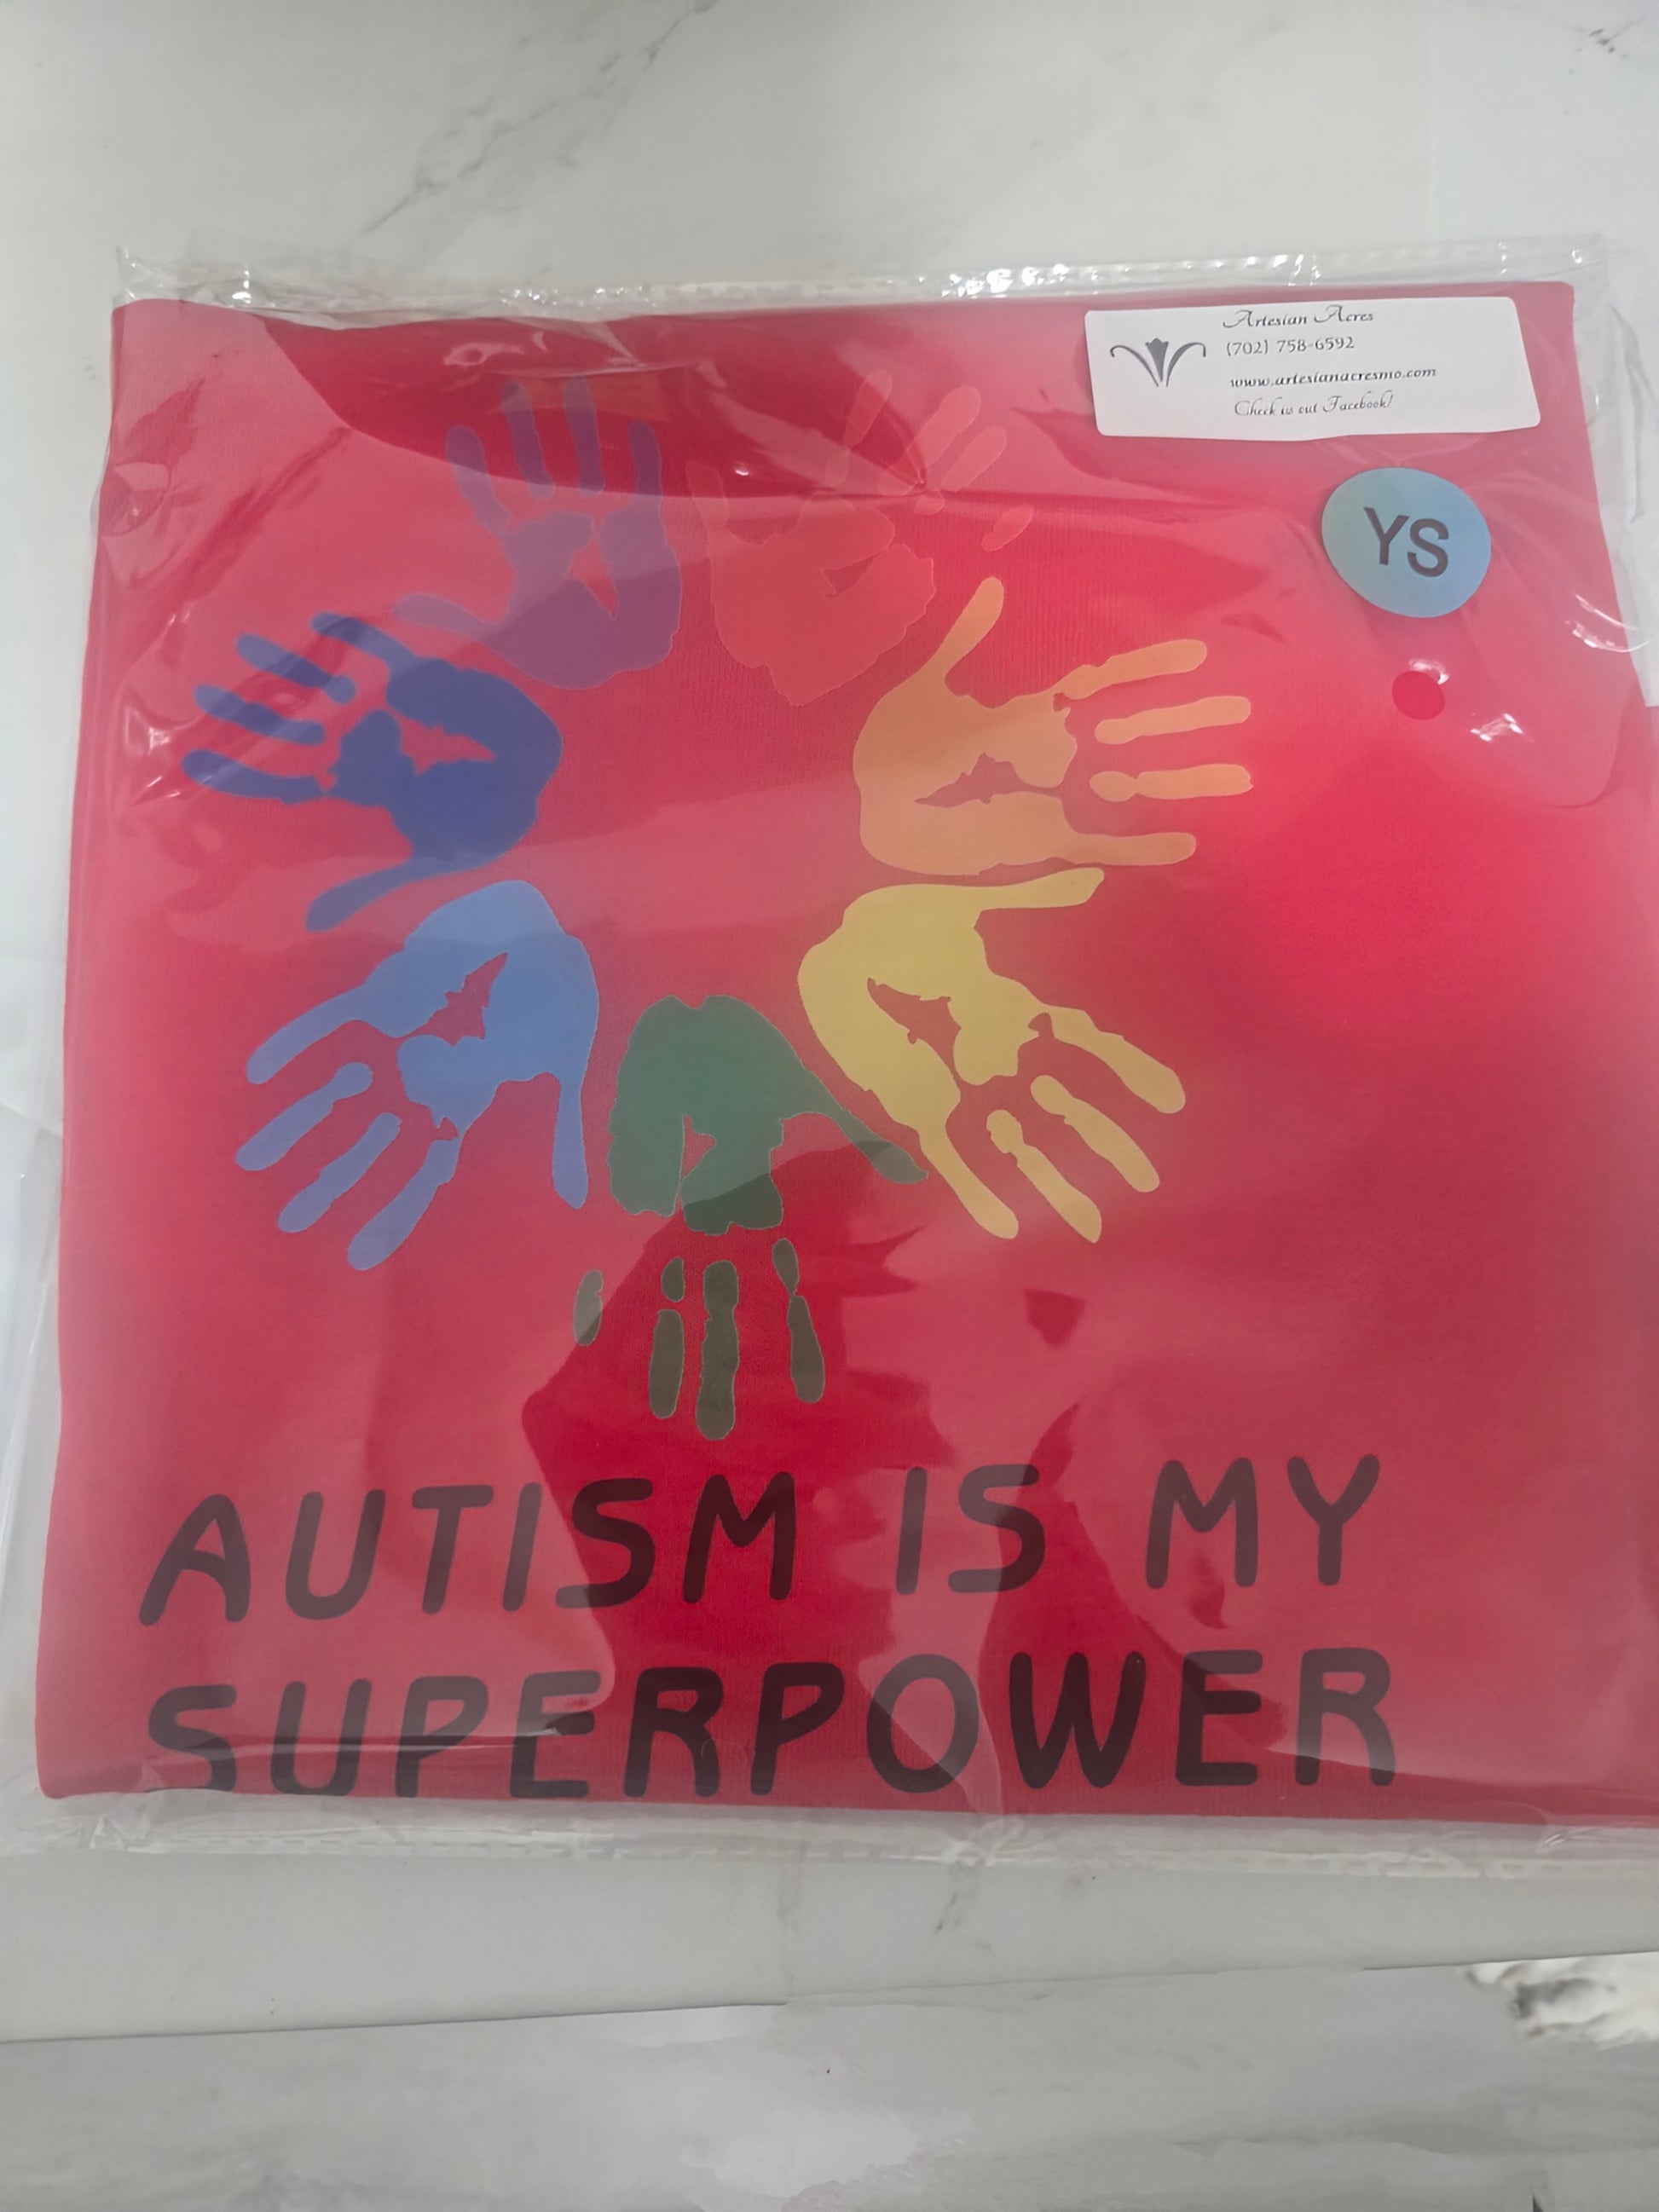 Artesian Acres
(702) 758-6592
www.artesianacresmo.com
Check us out Facebook!
YS
AUTISM IS MY
SUPERPOWER